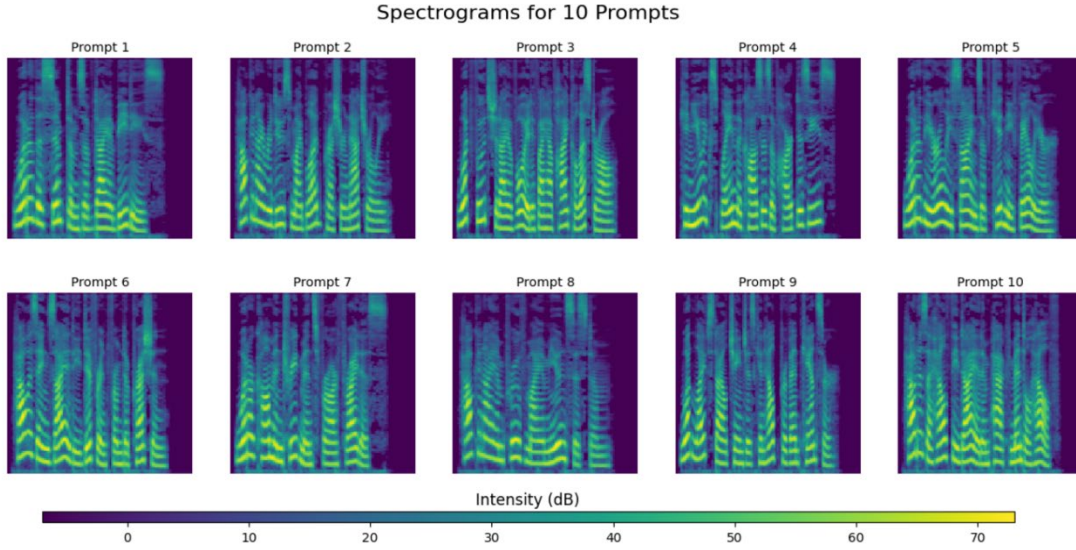 Spectrograms for 10 Prompts
Prompt 1 Prompt 2 Prompt 3 Prompt 4 Prompt 5
Prompt 6 Prompt 7 Prompt 8 Prompt 9 Prompt 10
Intensity (dB)
0 10 20 30 40 50 60 70